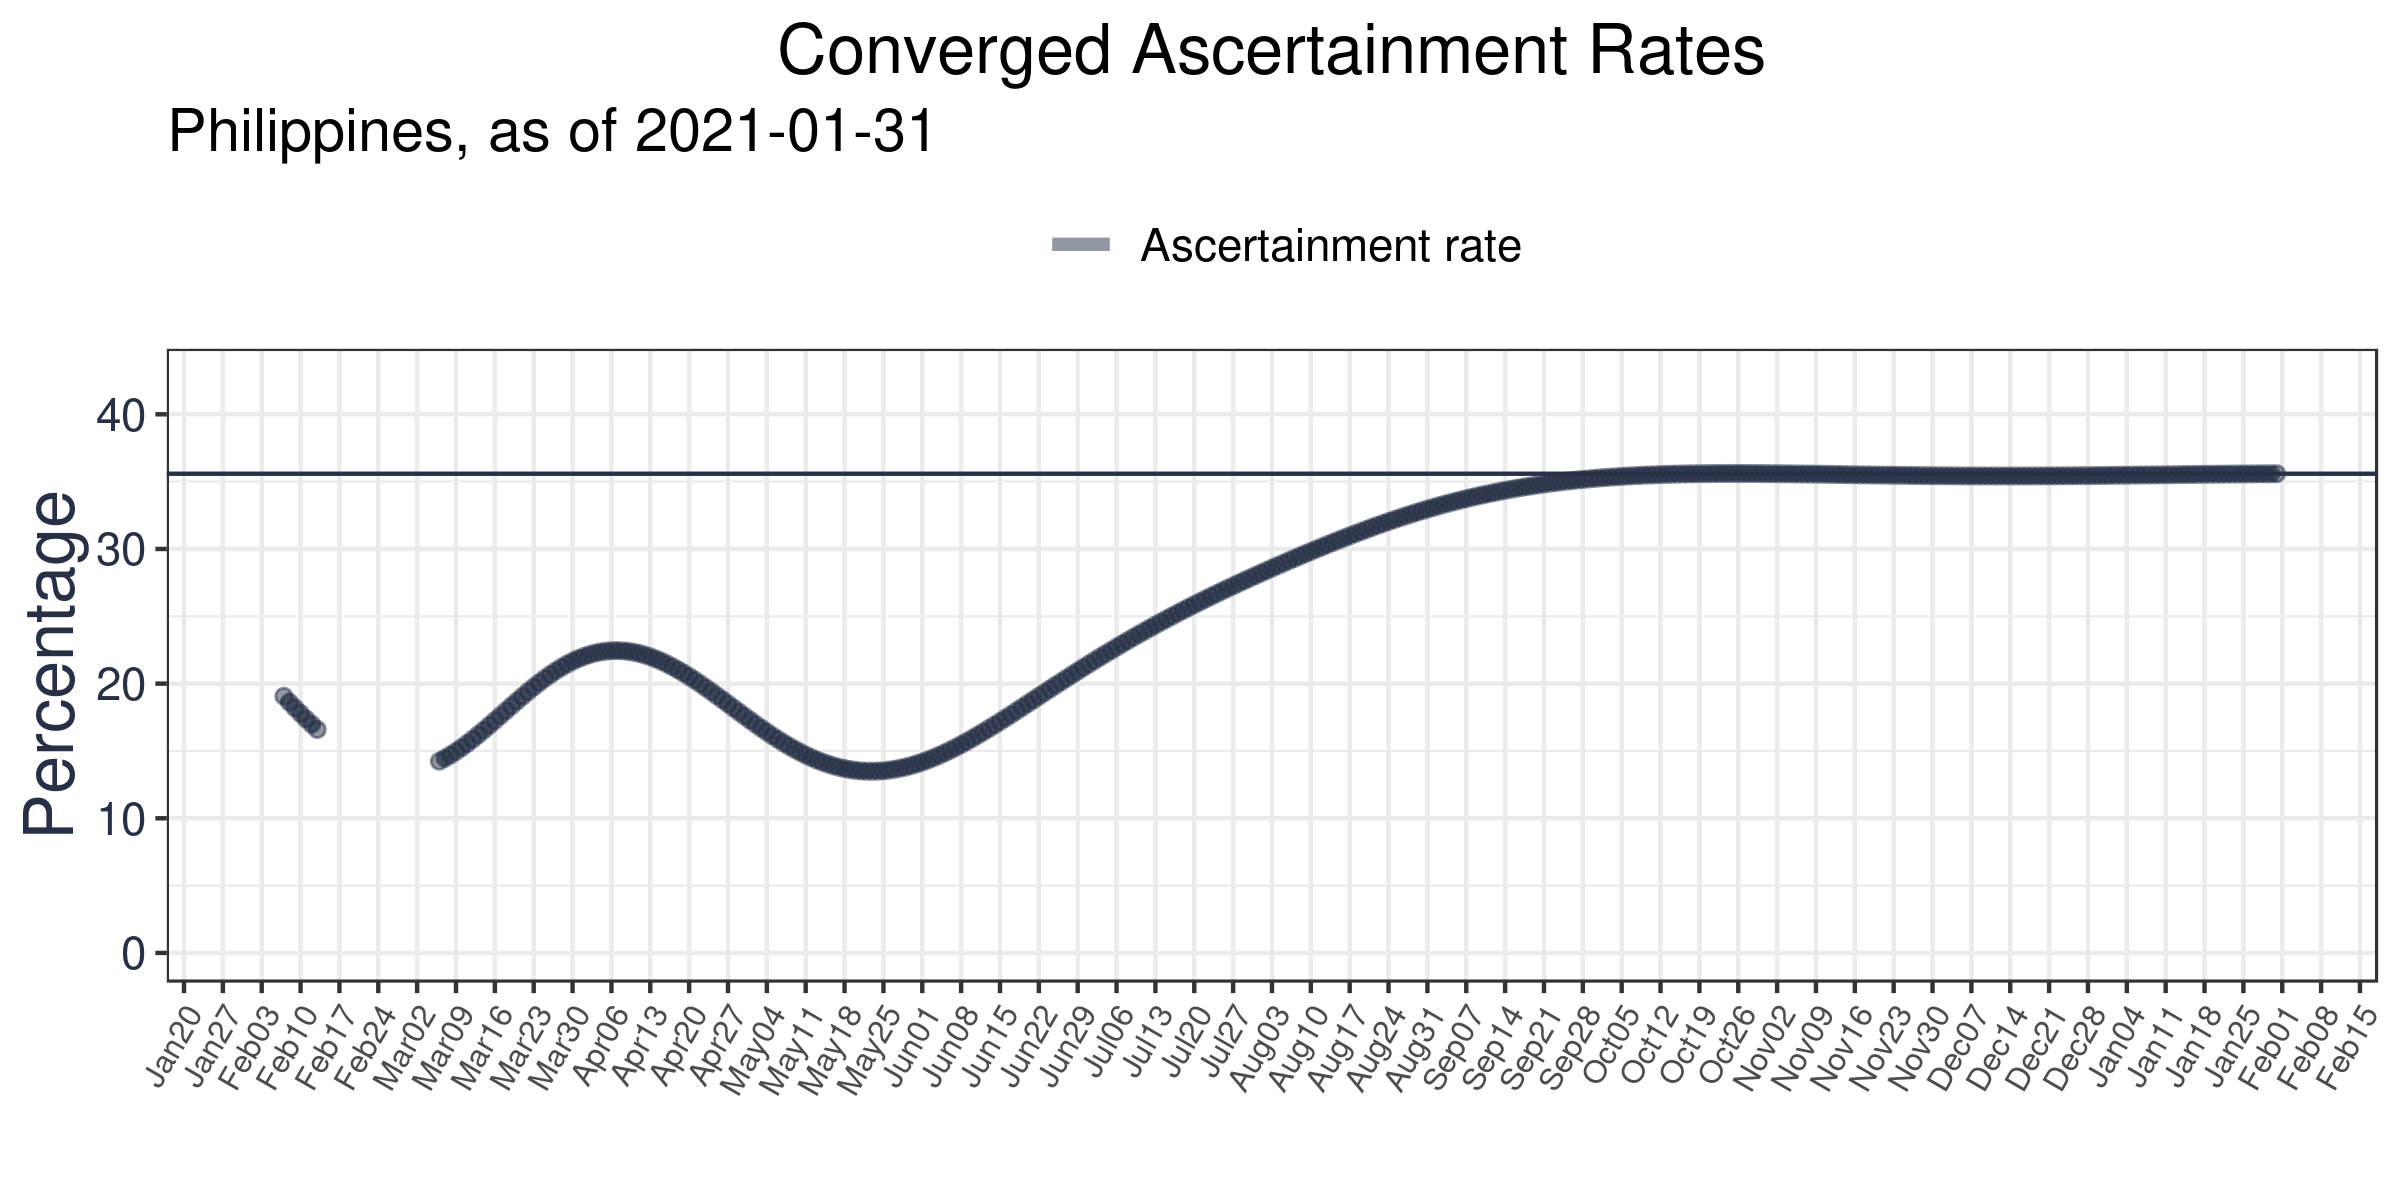 Converged Ascertainment Rates
Philippines, as of 2021-01-31
Ascertainment rate
Percentage
40
30
20
10
0
Jan20
Jan27
Feb03
Feb10
Feb17
Feb24
Mar02
Mar09
Mar16
Mar23
Mar30
Apr06
Apr13
Apr20
Apr27
May04
May11
May18
May25
Jun01
Jun08
Jun15
Jun22
Jun29
Jul06
Jul13
Jul20
Jul27
Aug03
Aug10
Aug17
Aug24
Aug31
Sep07
Sep14
Sep21
Sep28
Oct05
Oct12
Oct19
Oct26
Nov02
Nov09
Nov16
Nov23
Nov30
Dec07
Dec14
Dec21
Dec28
Jan04
Jan11
Jan18
Jan25
Feb01
Feb08
Feb15